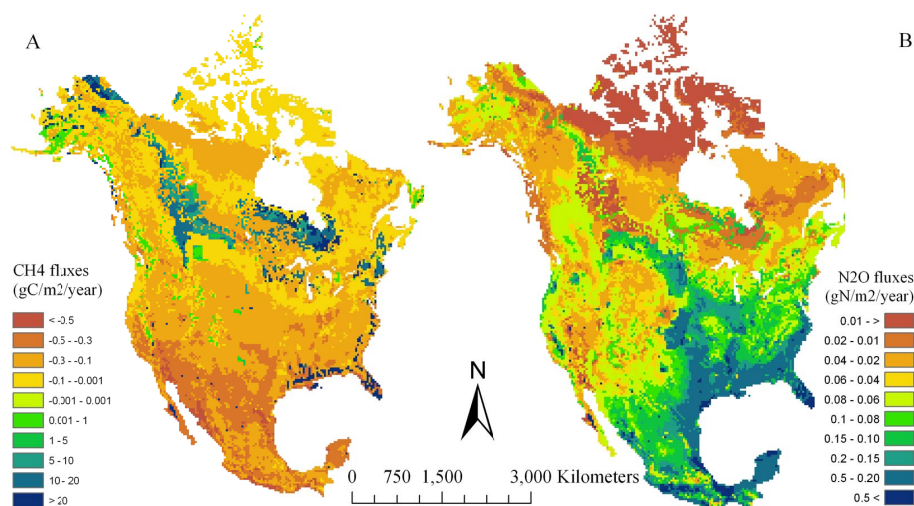 A
B
CH4 fluxes
(gC/m2/year)
< -0.5
-0.5 - -0.3
-0.3 - -0.1
-0.1 - -0.001
-0.001 - 0.001
0.001 - 1
1 - 5
5 - 10
10 - 20
> 20
N
0 750 1,500 3,000 Kilometers
N2O fluxes
(gN/m2/year)
0.01 - >
0.02 - 0.01
0.04 - 0.02
0.06 - 0.04
0.08 - 0.06
0.1 - 0.08
0.15 - 0.10
0.2 - 0.15
0.5 - 0.20
0.5 <